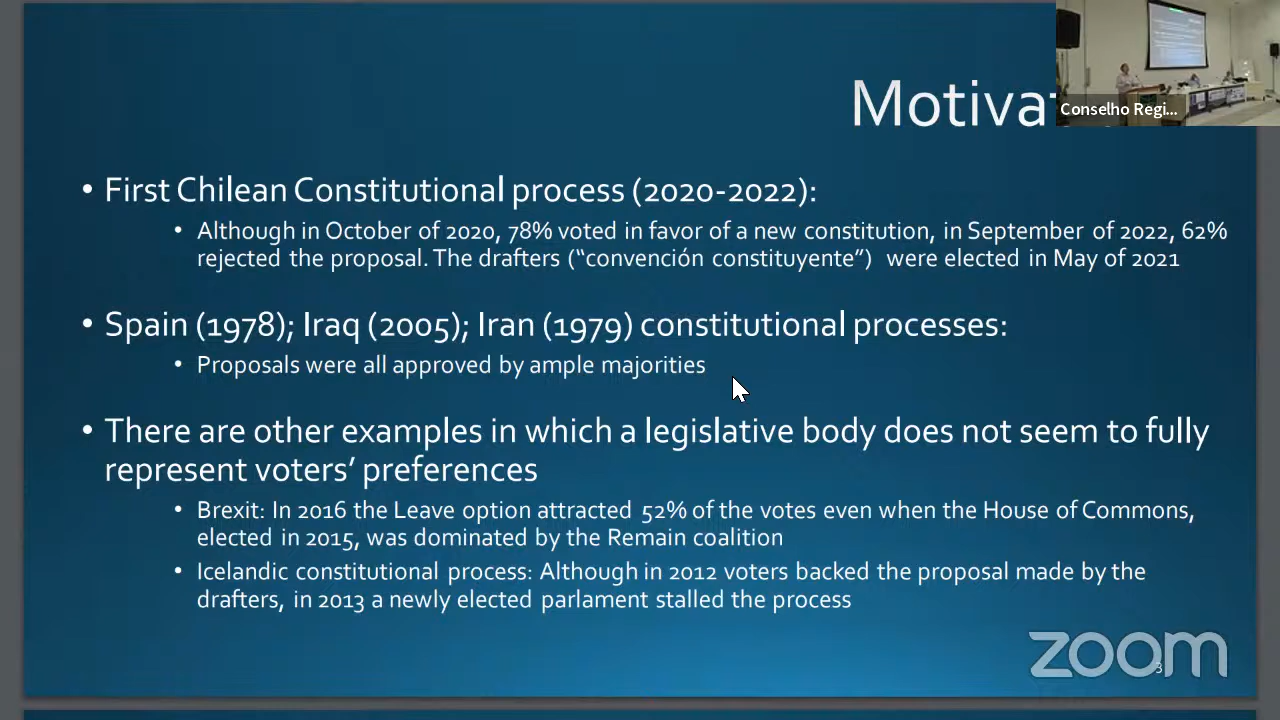 Motivat
Conselho Regi...
• First Chilean Constitutional process (2020-2022):
• Although in October of 2020, 78% voted in favor of a new constitution, in September of 2022, 62%
rejected the proposal. The drafters (“convención constituyente”) were elected in May of 2021
• Spain (1978); Iraq (2005); Iran (1979) constitutional processes:
• Proposals were all approved by ample majorities
• There are other examples in which a legislative body does not seem to fully
represent voters’ preferences
• Brexit: In 2016 the Leave option attracted 52% of the votes even when the House of Commons,
elected in 2015, was dominated by the Remain coalition
• Icelandic constitutional process: Although in 2012 voters backed the proposal made by the
drafters, in 2013 a newly elected parlament stalled the process
zoom
3